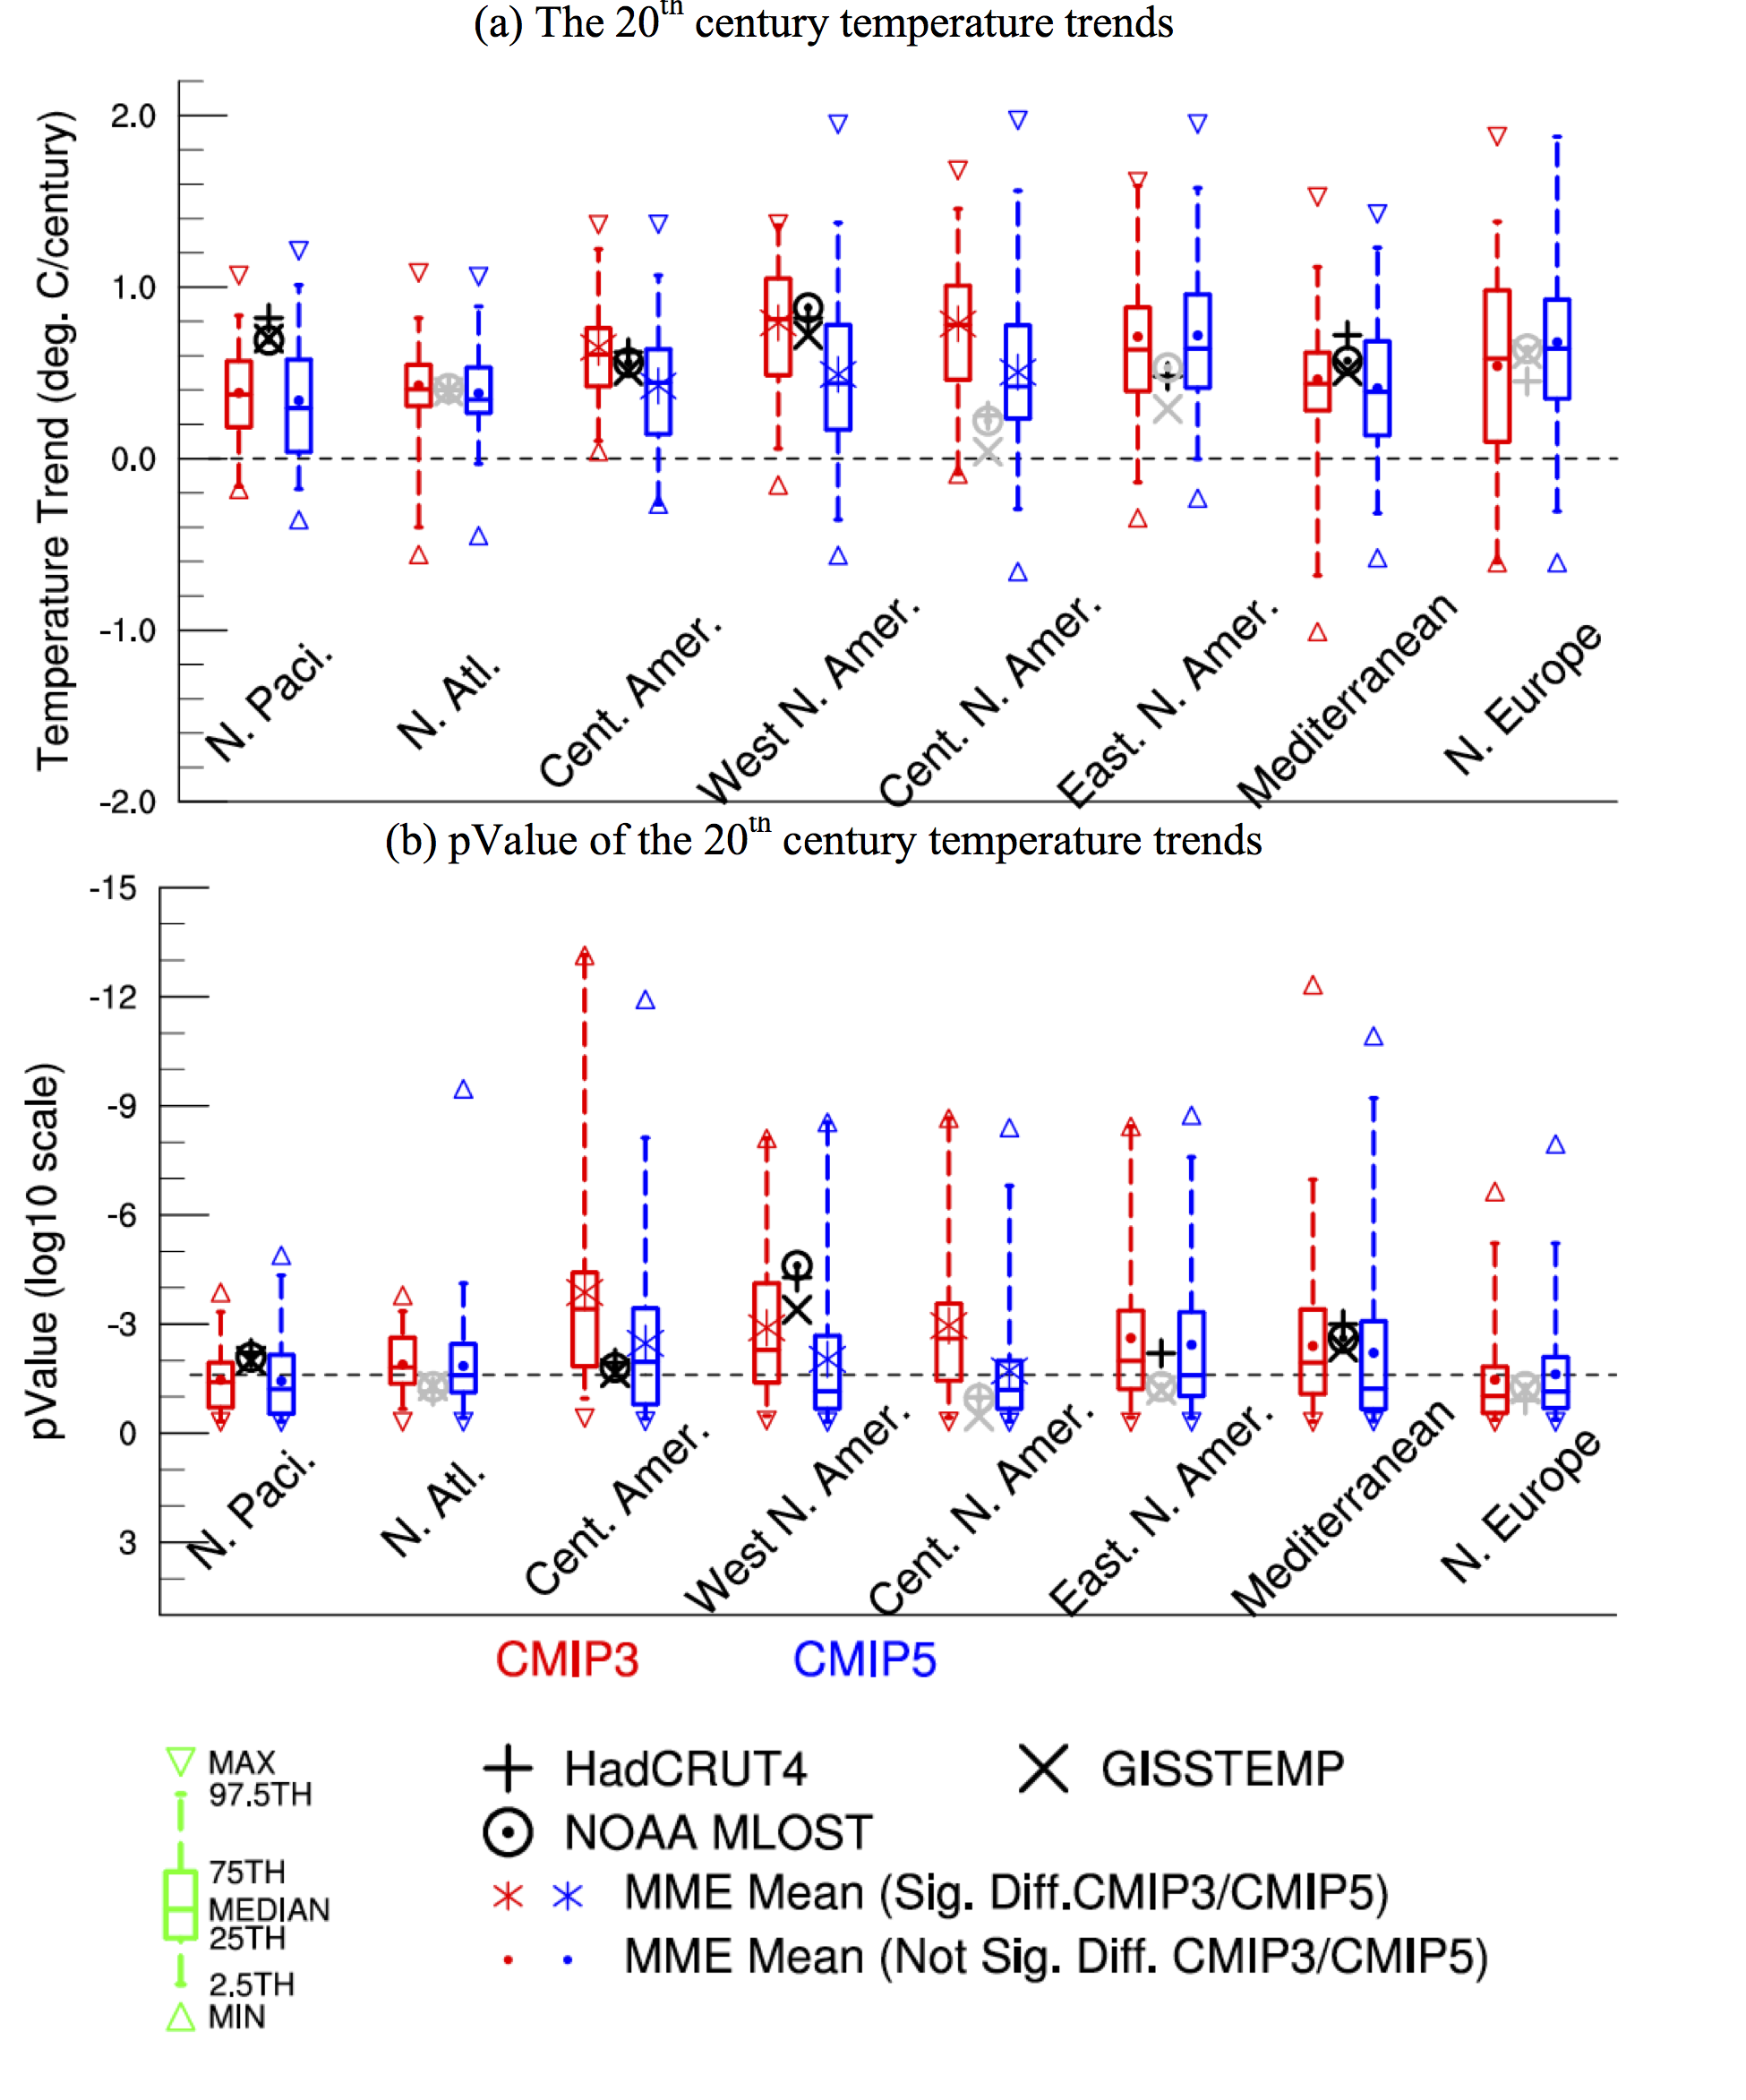 (a) The 20th century temperature trends
Temperature Trend (deg. C/century)
2.0
1.0
0.0
-1.0
-2.0
N. Paci.
N. Atl.
Cent. Amer.
West N. Amer.
Cent. N. Amer.
East. N. Amer.
Mediterranean
N. Europe
(b) pValue of the 20th century temperature trends
pValue (log10 scale)
-15
-12
-9
-6
-3
0
3
N. Paci.
N. Atl.
Cent. Amer.
West N. Amer.
Cent. N. Amer.
East. N. Amer.
Mediterranean
N. Europe
CMIP3 CMIP5
MAX
97.5TH
75TH
MEDIAN
25TH
2.5TH
MIN
HadCRUT4 GISSTEMP
NOAA MLOST
MME Mean (Sig. Diff.CMIP3/CMIP5)
MME Mean (Not Sig. Diff. CMIP3/CMIP5)